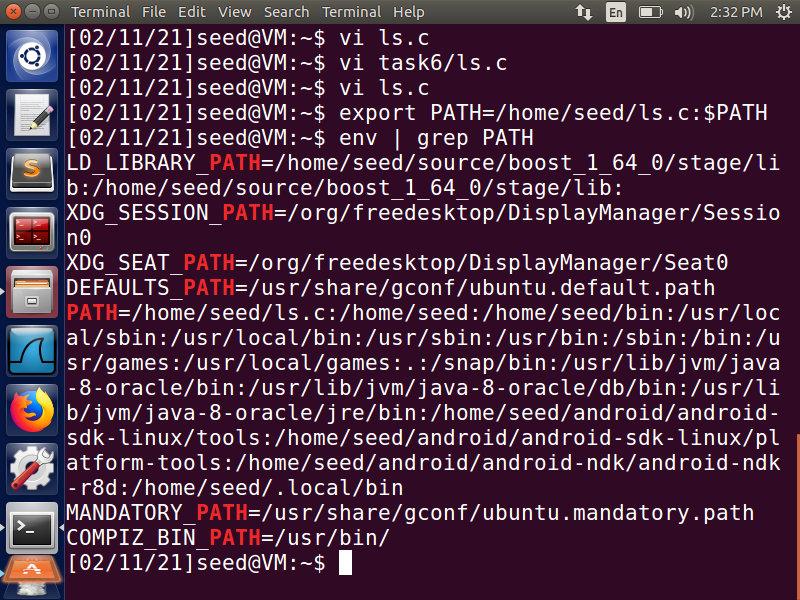 Terminal File Edit View Search Terminal Help En 2:32 PM
[02/11/21]seed@VM:~$ vi ls.c
[02/11/21]seed@VM:~$ vi task6/ls.c
[02/11/21]seed@VM:~$ vi ls.c
[02/11/21]seed@VM:~$ export PATH=/home/seed/ls.c:$PATH
[02/11/21]seed@VM:~$ env | grep PATH
LD_LIBRARY_PATH=/home/seed/source/boost_1_64_0/stage/li
b:/home/seed/source/boost_1_64_0/stage/lib:
XDG_SESSION_PATH=/org/freedesktop/DisplayManager/Sessio
n0
XDG_SEAT_PATH=/org/freedesktop/DisplayManager/Seat0
DEFAULTS_PATH=/usr/share/gconf/ubuntu.default.path
PATH=/home/seed/ls.c:/home/seed:/home/seed/bin:/usr/loc
al/sbin:/usr/local/bin:/usr/sbin:/usr/bin:/sbin:/bin:/u
sr/games:/usr/local/games:.:/snap/bin:/usr/lib/jvm/java
-8-oracle/bin:/usr/lib/jvm/java-8-oracle/db/bin:/usr/li
b/jvm/java-8-oracle/jre/bin:/home/seed/android/android-
sdk-linux/tools:/home/seed/android/android-sdk-linux/pl
atform-tools:/home/seed/android/android-ndk/android-ndk
-r8d:/home/seed/.local/bin
MANDATORY_PATH=/usr/share/gconf/ubuntu.mandatory.path
COMPIZ_BIN_PATH=/usr/bin/
[02/11/21]seed@VM:~$